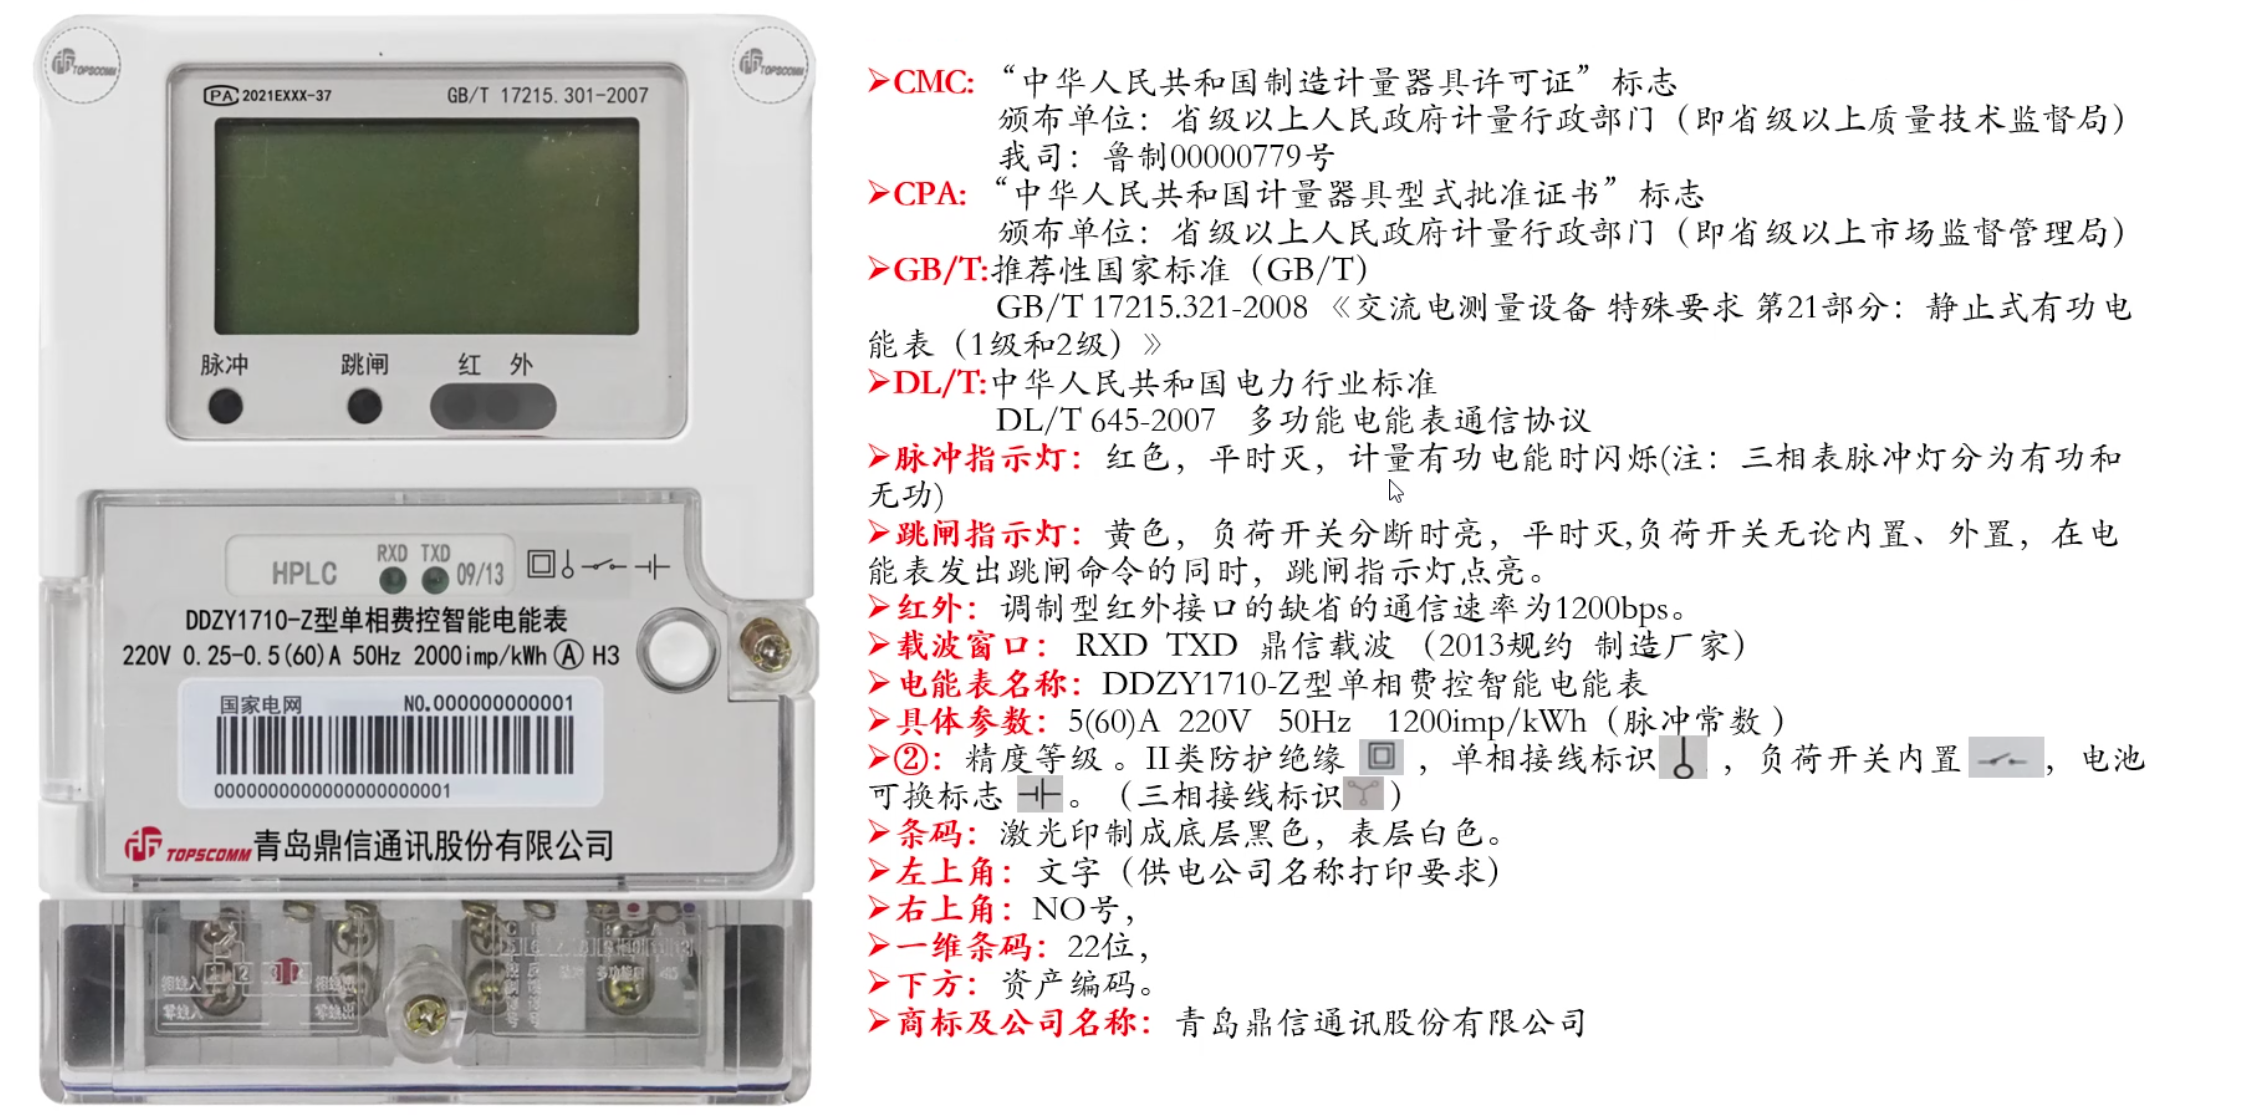 TOPSCOMM
TOPSCOMM
PA 2021EXXX-37
GB/T 17215.301-2007
脉冲
跳闸
红 外
RXD TXD
HPLC
09/13
DDZY1710-Z型单相费控智能电能表
220V 0.25-0.5(60)A 50Hz 2000imp/kWh Ⓐ H3
国家电网 NO.000000000001
0000000000000000000001
TOPSCOMM 青岛鼎信通讯股份有限公司
1 2 3 4
相线入
相线出
零线入
零线出
➢CMC: “中华人民共和国制造计量器具许可证”标志
颁布单位：省级以上人民政府计量行政部门（即省级以上质量技术监督局）
我司：鲁制00000779号
➢CPA: “中华人民共和国计量器具型式批准证书”标志
颁布单位：省级以上人民政府计量行政部门（即省级以上市场监督管理局）
➢GB/T:推荐性国家标准（GB/T）
GB/T 17215.321-2008 《交流电测量设备 特殊要求 第21部分：静止式有功电
能表（1级和2级）》
➢DL/T:中华人民共和国电力行业标准
DL/T 645-2007 多功能电能表通信协议
➢脉冲指示灯：红色，平时灭，计量有功电能时闪烁(注：三相表脉冲灯分为有功和
无功)
➢跳闸指示灯：黄色，负荷开关分断时亮，平时灭,负荷开关无论内置、外置，在电
能表发出跳闸命令的同时，跳闸指示灯点亮。
➢红外：调制型红外接口的缺省的通信速率为1200bps。
➢载波窗口：RXD TXD 鼎信载波 （2013规约 制造厂家）
➢电能表名称：DDZY1710-Z型单相费控智能电能表
➢具体参数：5(60)A 220V 50Hz 1200imp/kWh（脉冲常数 ）
➢②：精度等级 。II类防护绝缘 ，单相接线标识 ，负荷开关内置 ，电池
可换标志 。（三相接线标识 ）
➢条码：激光印制成底层黑色，表层白色。
➢左上角：文字（供电公司名称打印要求）
➢右上角：NO号，
➢一维条码：22位，
➢下方：资产编码。
➢商标及公司名称：青岛鼎信通讯股份有限公司